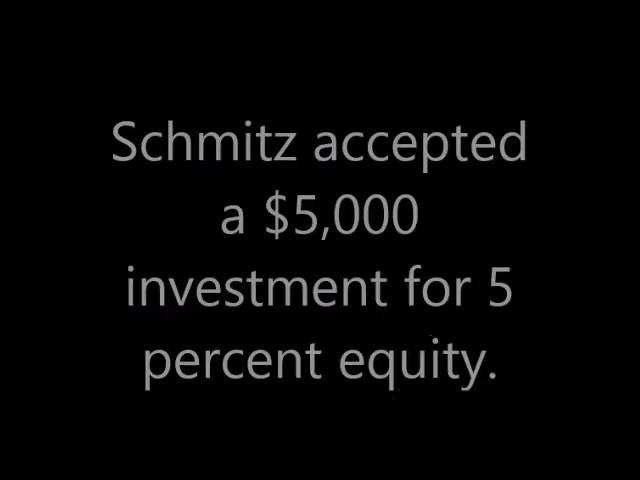 Schmitz accepted
a $5,000
investment for 5
percent equity.